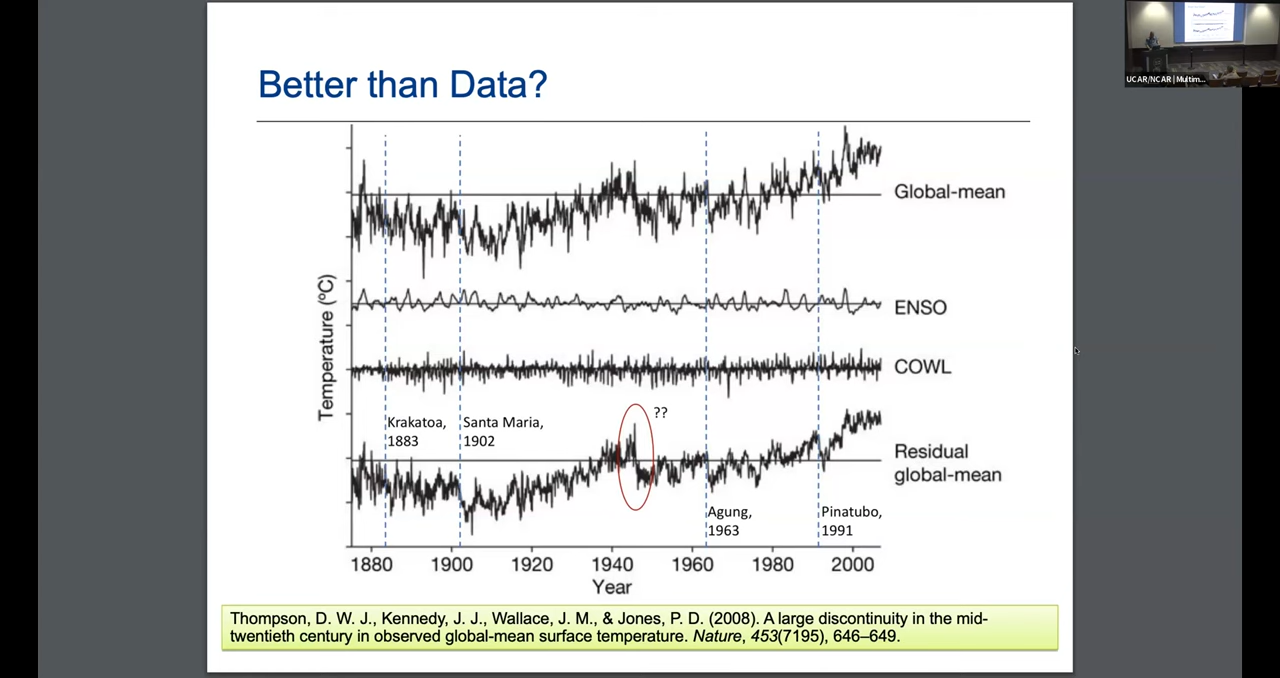 Better than Data?
UCAR/NCAR | Multim...
Global-mean
ENSO
COWL
Temperature (ºC)
??
Krakatoa,
1883
Santa Maria,
1902
Residual
global-mean
Agung,
1963
Pinatubo,
1991
1880 1900 1920 1940 1960 1980 2000
Year
Thompson, D. W. J., Kennedy, J. J., Wallace, J. M., & Jones, P. D. (2008). A large discontinuity in the mid-
twentieth century in observed global-mean surface temperature. Nature, 453(7195), 646–649.